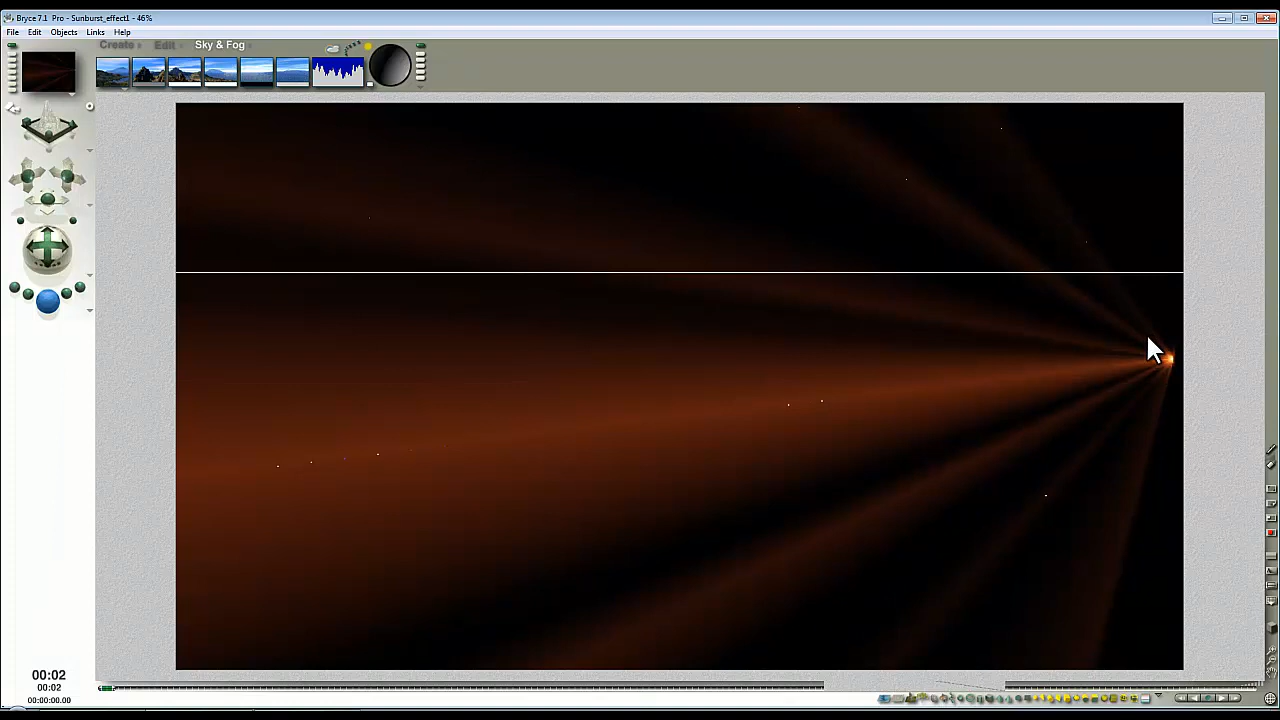 Bryce 7.1 Pro - Sunburst_effect1 - 46%
File Edit Objects Links Help
Create Edit Sky & Fog
00:02
00:02
00:00:00.00